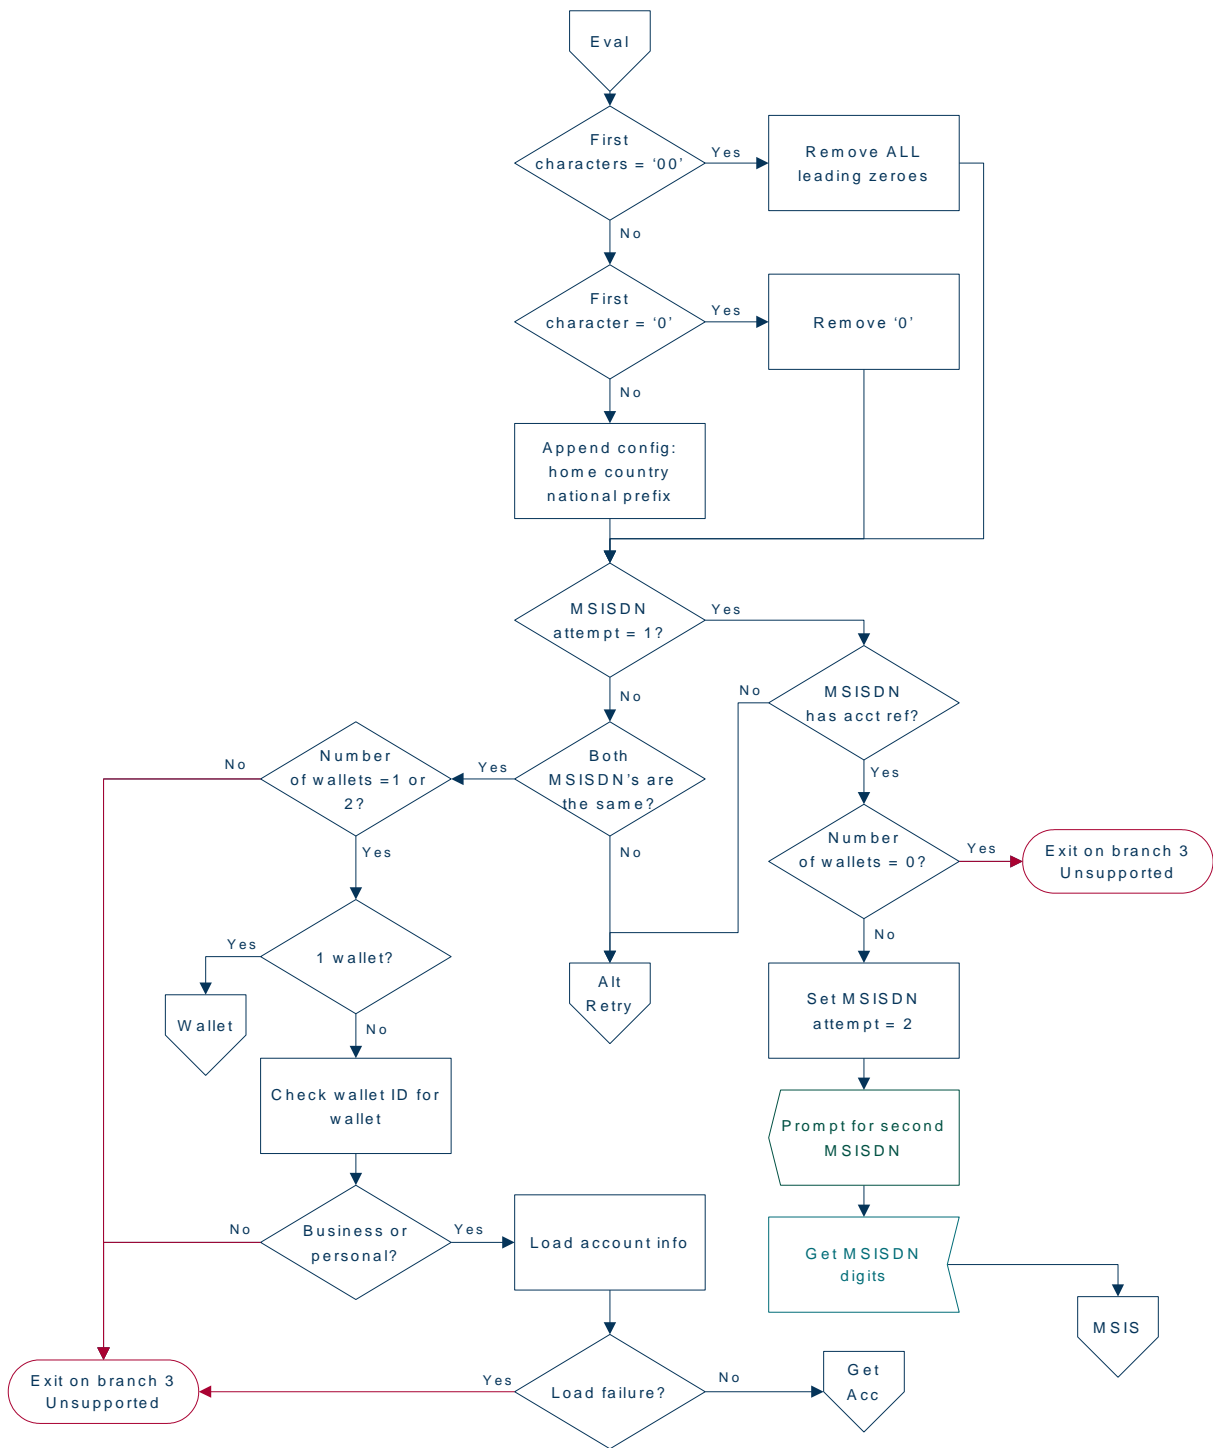 Eval
First
characters = ‘00’
Yes
Remove ALL
leading zeroes
No
First
character = ‘0’
Yes
Remove ‘0’
No
Append config:
home country
national prefix
MSISDN
attempt = 1?
Yes
No
No
MSISDN
has acct ref?
Yes
No
Number
of wallets =1 or
2?
Yes
Both
MSISDN’s are
the same?
Yes
No
Number
of wallets = 0?
Yes
Exit on branch 3
Unsupported
No
Yes
1 wallet?
Wallet
No
Alt
Retry
Set MSISDN
attempt = 2
Check wallet ID for
wallet
Prompt for second
MSISDN
No
Business or
personal?
Yes
Load account info
Get MSISDN
digits
MSIS
Exit on branch 3
Unsupported
Yes
Load failure?
No
Get
Acc